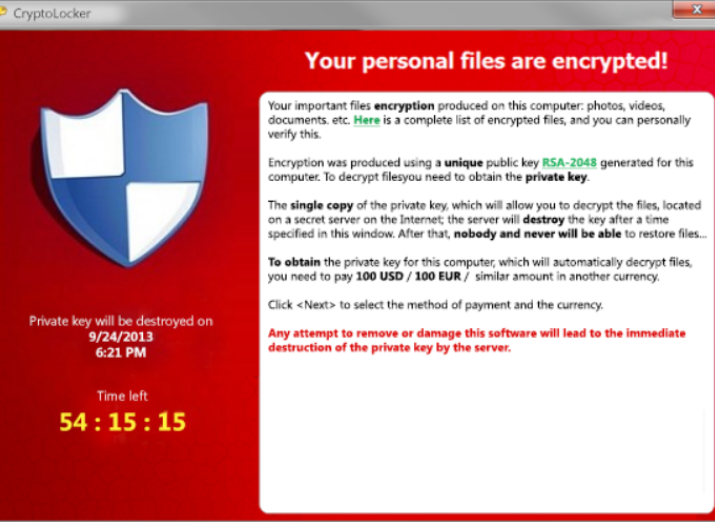 CryptoLocker
Your personal files are encrypted!
Your important files encryption produced on this computer: photos, videos,
documents. etc. Here is a complete list of encrypted files, and you can personally
verify this.
Encryption was produced using a unique public key RSA-2048 generated for this
computer. To decrypt filesyou need to obtain the private key.
The single copy of the private key, which will allow you to decrypt the files, located
on a secret server on the Internet; the server will destroy the key after a time
specified in this window. After that, nobody and never will be able to restore files...
To obtain the private key for this computer, which will automatically decrypt files,
you need to pay 100 USD / 100 EUR / similar amount in another currency.
Click <Next> to select the method of payment and the currency.
Any attempt to remove or damage this software will lead to the immediate
destruction of the private key by the server.
Private key will be destroyed on
9/24/2013
6:21 PM
Time left
54 : 15 : 15